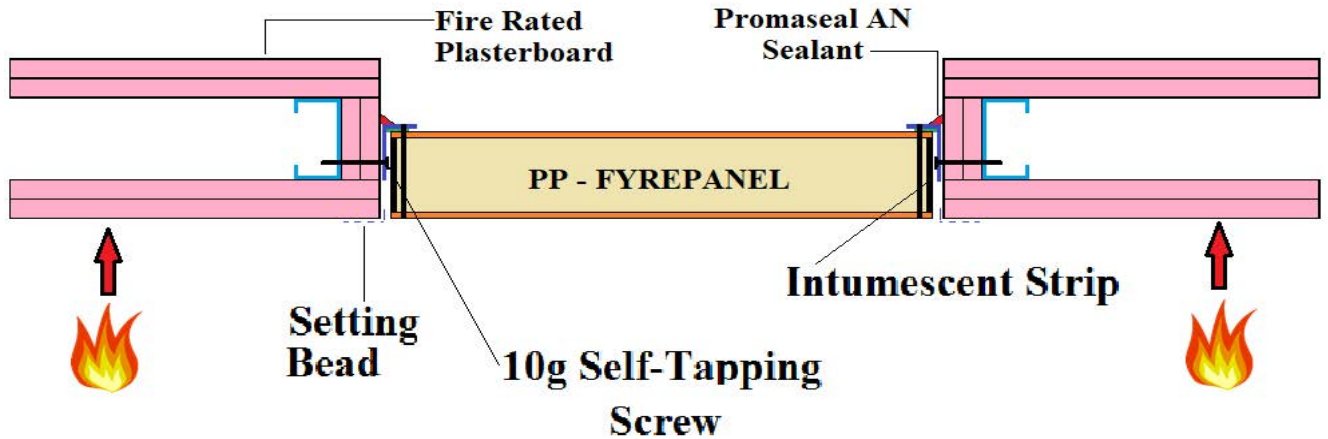 Fire Rated
Plasterboard
Promaseal AN
Sealant
PP - FYREPANEL
Intumescent Strip
Setting
Bead
10g Self-Tapping
Screw